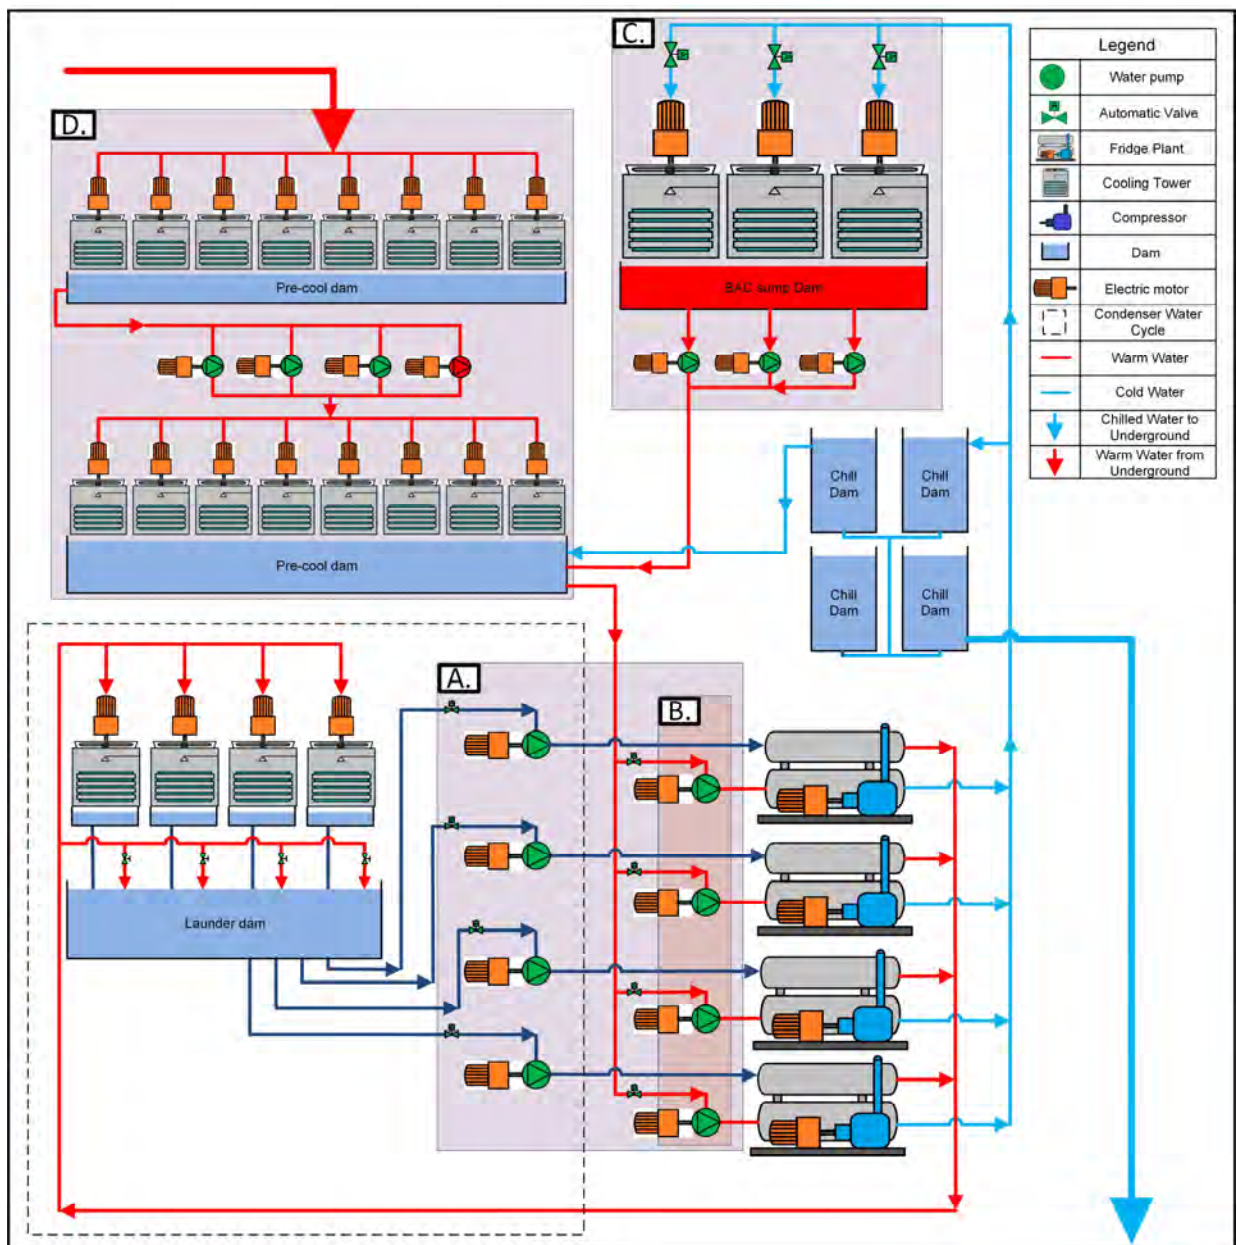 C.
D.
Pre-cool dam
BAC sump Dam
Pre-cool dam
Chill
Dam
Chill
Dam
Chill
Dam
Chill
Dam
A.
B.
Launder dam
Legend
Water pump
Automatic Valve
Fridge Plant
Cooling Tower
Compressor
Dam
Electric motor
Condenser Water
Cycle
Warm Water
Cold Water
Chilled Water to
Underground
Warm Water from
Underground